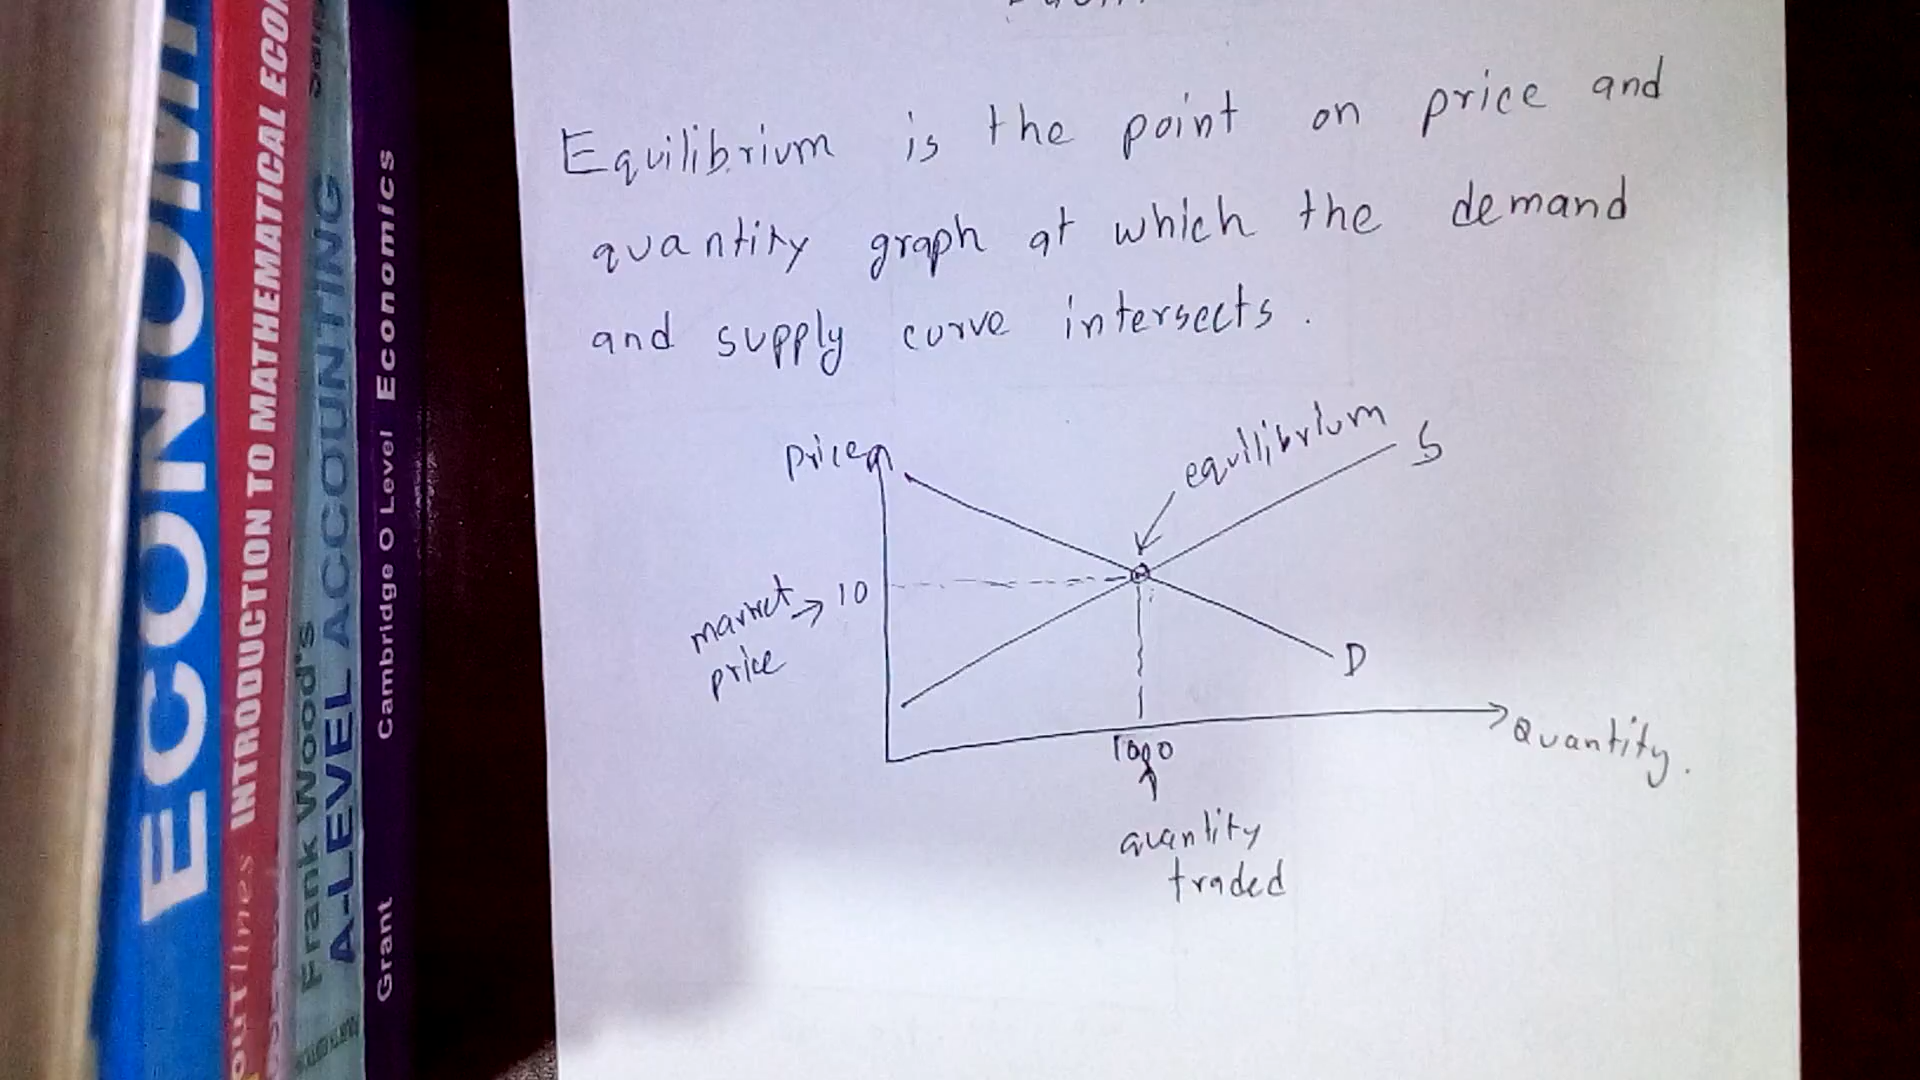 ECONOMI
OUTLINES INTRODUCTION TO MATHEMATICAL ECON
Frank Wood's
A-LEVEL ACCOUNTING
Grant Cambridge O Level Economics
Equilibrium is the point on price and
quantity graph at which the demand
and supply curve intersects.
Price
equilibrium
S
market → 10
price
D
1000
Quantity.
quantity
traded